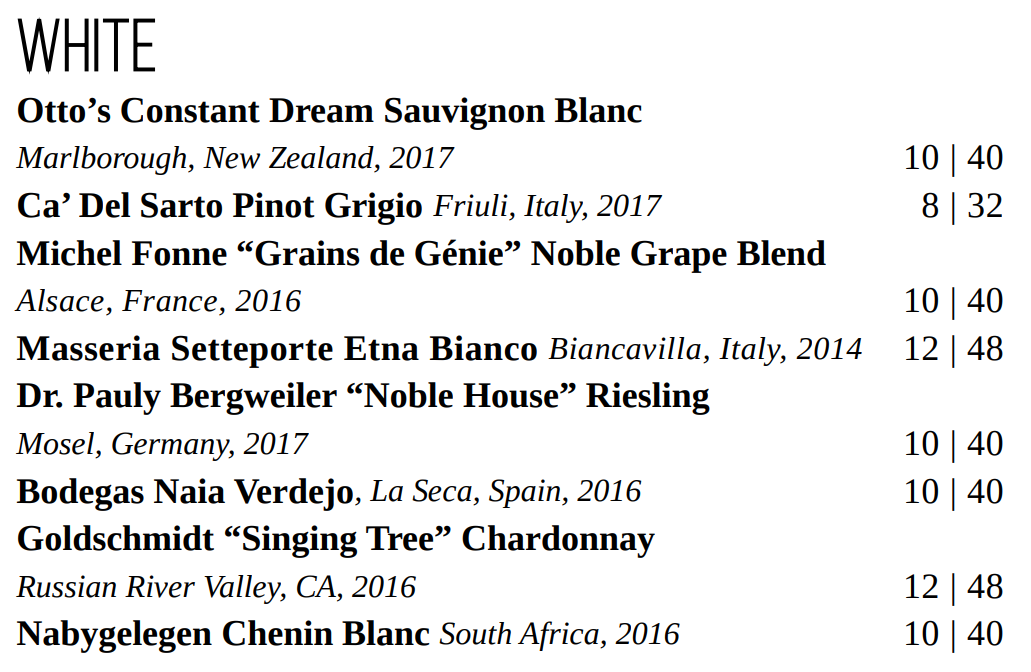 WHITE
Otto’s Constant Dream Sauvignon Blanc
Marlborough, New Zealand, 2017 10 | 40
Ca’ Del Sarto Pinot Grigio Friuli, Italy, 2017 8 | 32
Michel Fonne “Grains de Génie” Noble Grape Blend
Alsace, France, 2016 10 | 40
Masseria Setteporte Etna Bianco Biancavilla, Italy, 2014 12 | 48
Dr. Pauly Bergweiler “Noble House” Riesling
Mosel, Germany, 2017 10 | 40
Bodegas Naia Verdejo, La Seca, Spain, 2016 10 | 40
Goldschmidt “Singing Tree” Chardonnay
Russian River Valley, CA, 2016 12 | 48
Nabygelegen Chenin Blanc South Africa, 2016 10 | 40